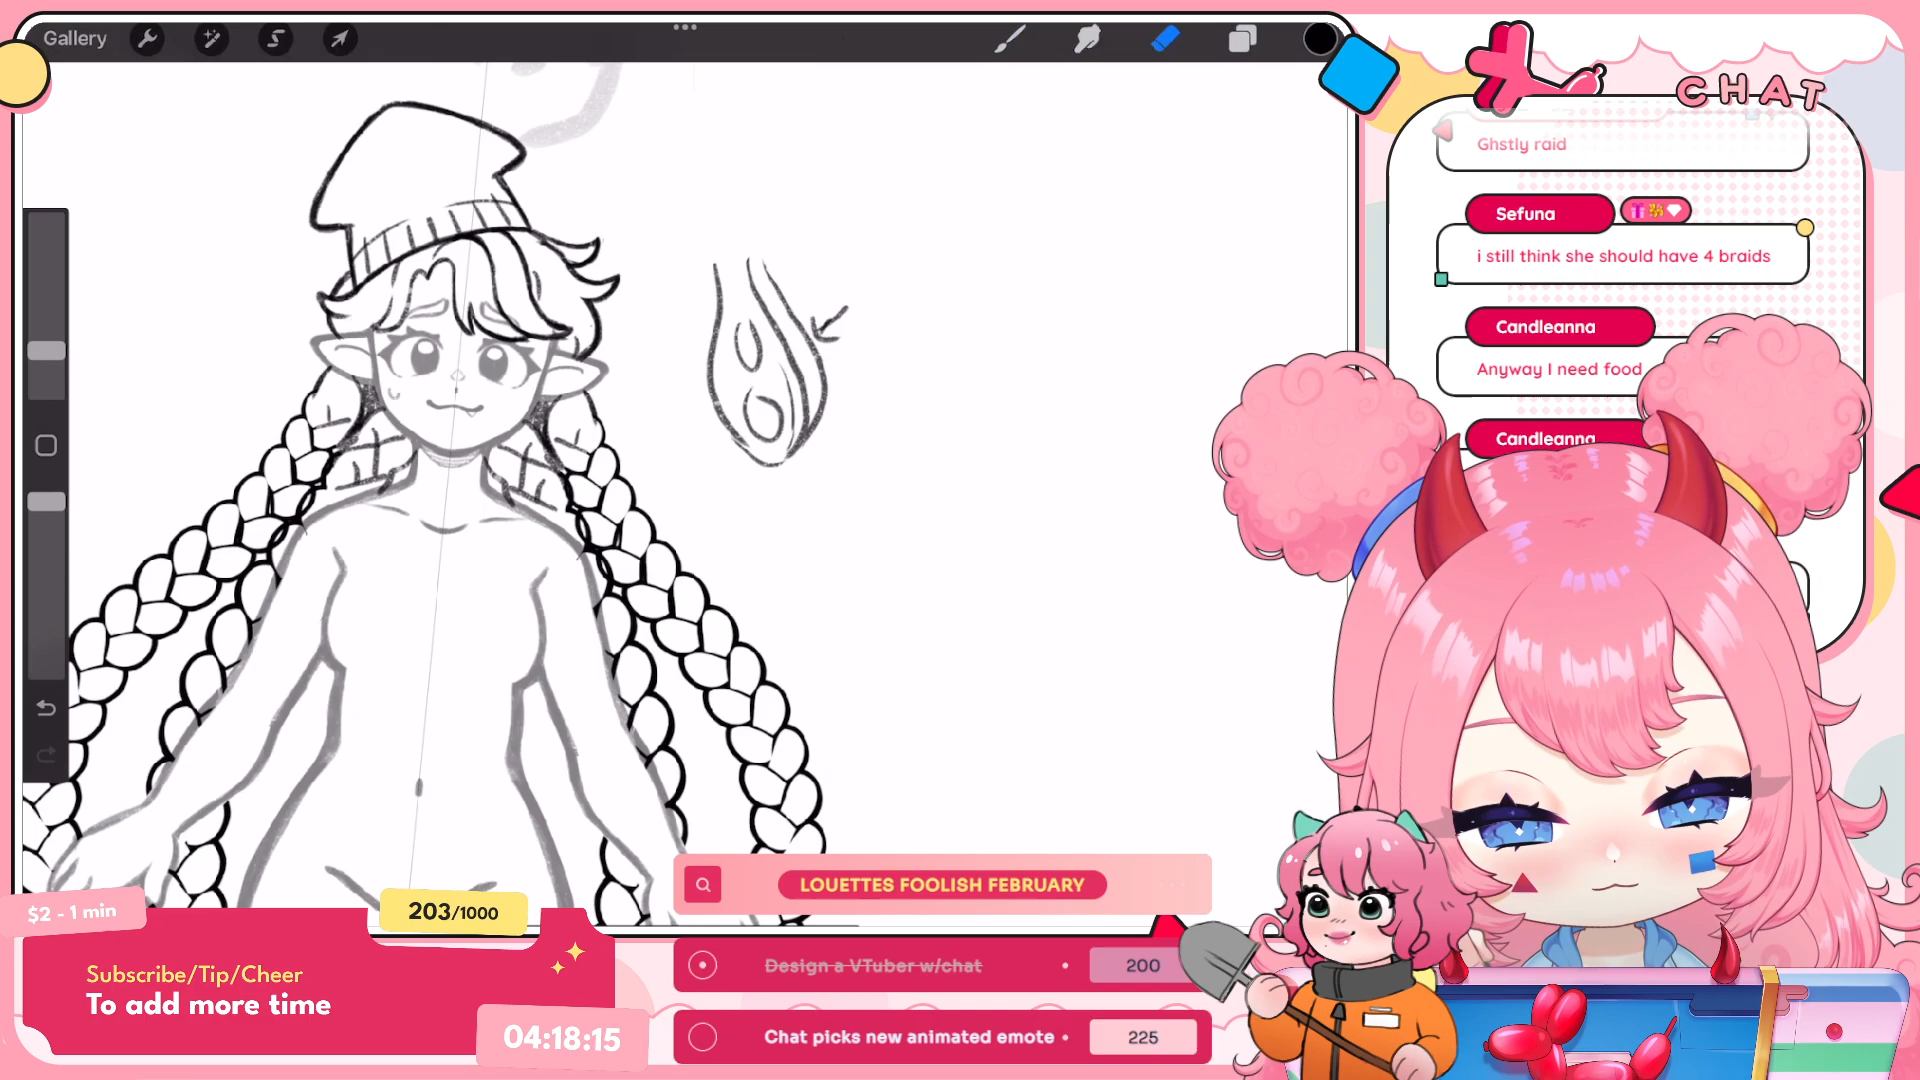 Gallery
CHAT
Ghstly raid
Sefuna
i still think she should have 4 braids
Candleanna
Anyway I need food
Candleanna
LOUETTES FOOLISH FEBRUARY
$2 - 1 min
203/1000
Subscribe/Tip/Cheer
To add more time
04:18:15
Design a VTuber w/chat • 200
Chat picks new animated emote • 225